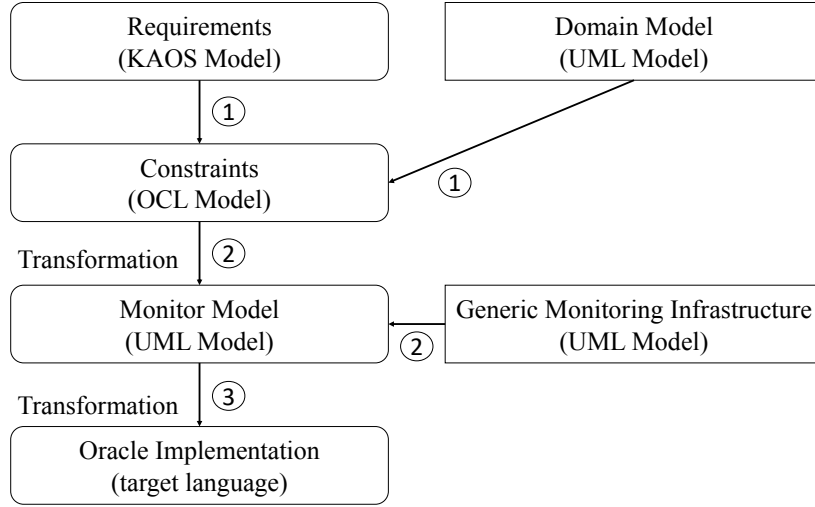 Requirements
(KAOS Model)
Domain Model
(UML Model)
1
Constraints
(OCL Model)
1
Transformation
2
Monitor Model
(UML Model)
Generic Monitoring Infrastructure
(UML Model)
2
Transformation
3
Oracle Implementation
(target language)